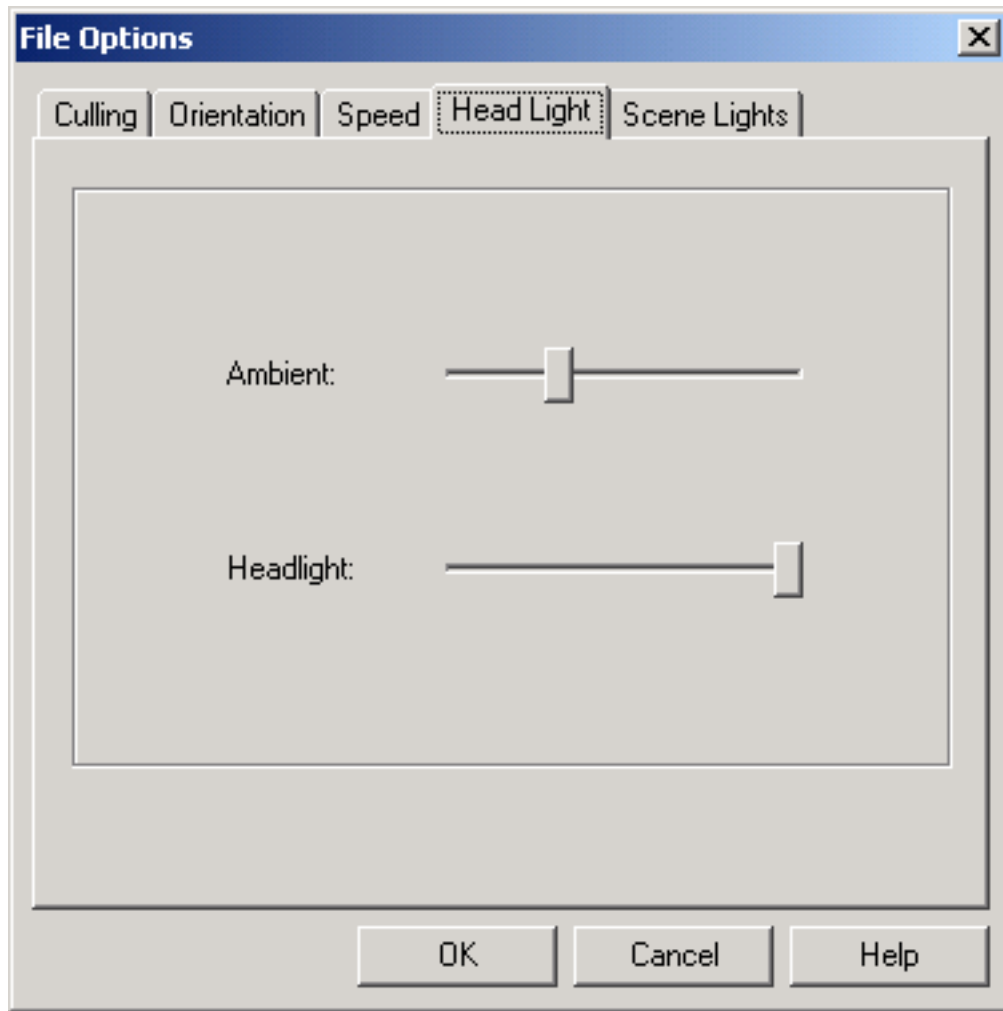 File Options
Culling Orientation Speed Head Light Scene Lights
Ambient:
Headlight:
OK Cancel Help